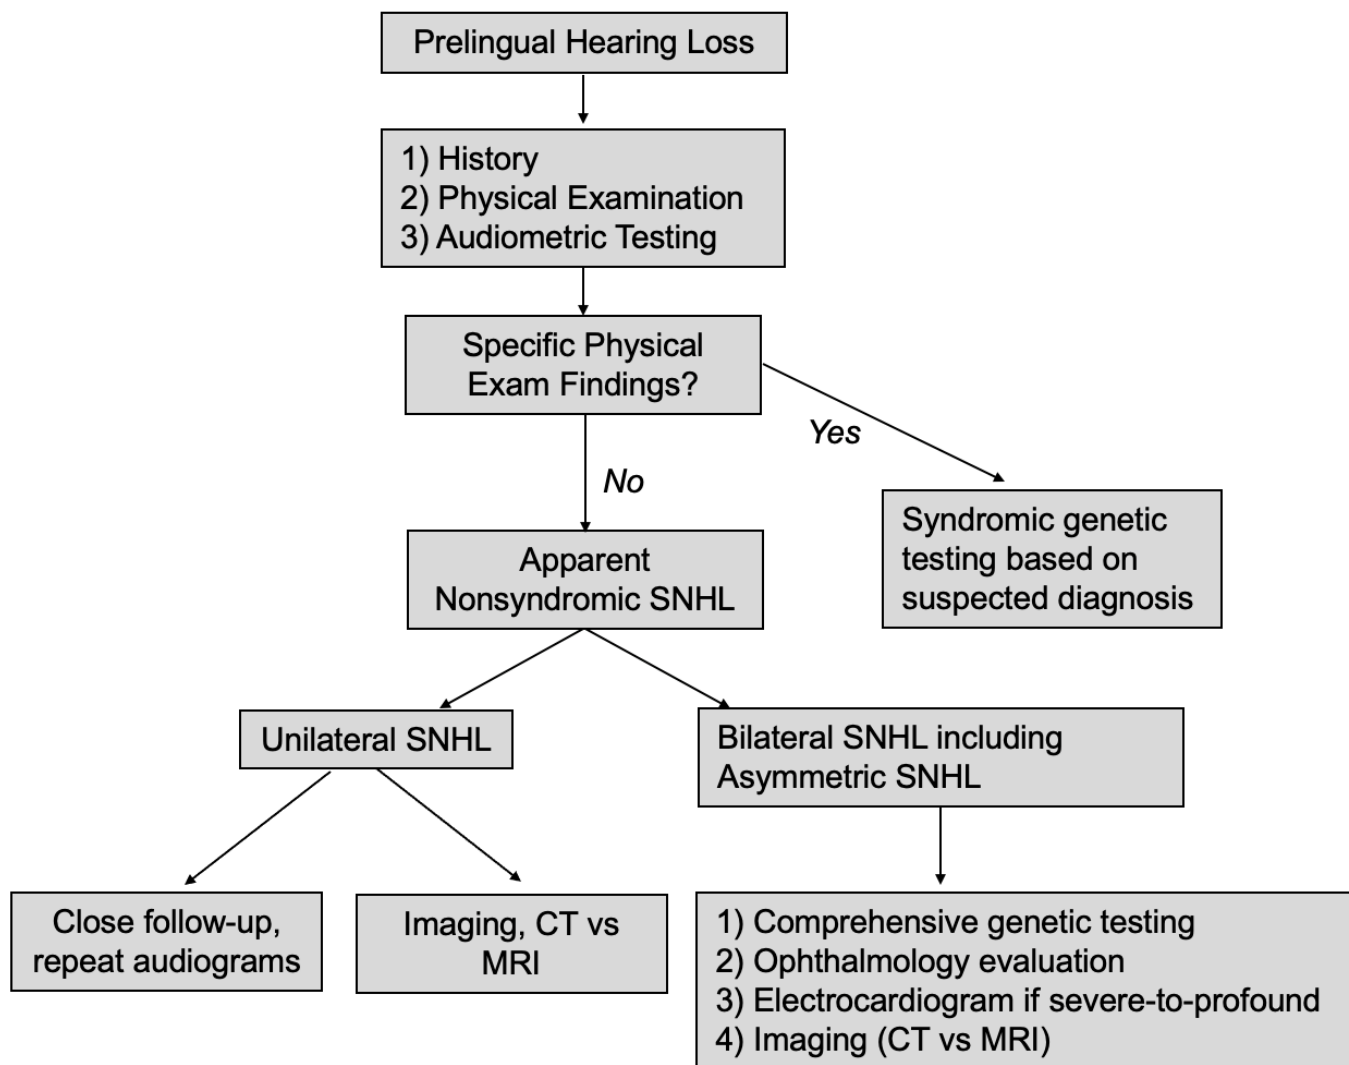 Prelingual Hearing Loss
1) History
2) Physical Examination
3) Audiometric Testing
Specific Physical
Exam Findings?
Yes
No
Syndromic genetic
testing based on
suspected diagnosis
Apparent
Nonsyndromic SNHL
Unilateral SNHL
Bilateral SNHL including
Asymmetric SNHL
Close follow-up,
repeat audiograms
Imaging, CT vs
MRI
1) Comprehensive genetic testing
2) Ophthalmology evaluation
3) Electrocardiogram if severe-to-profound
4) Imaging (CT vs MRI)